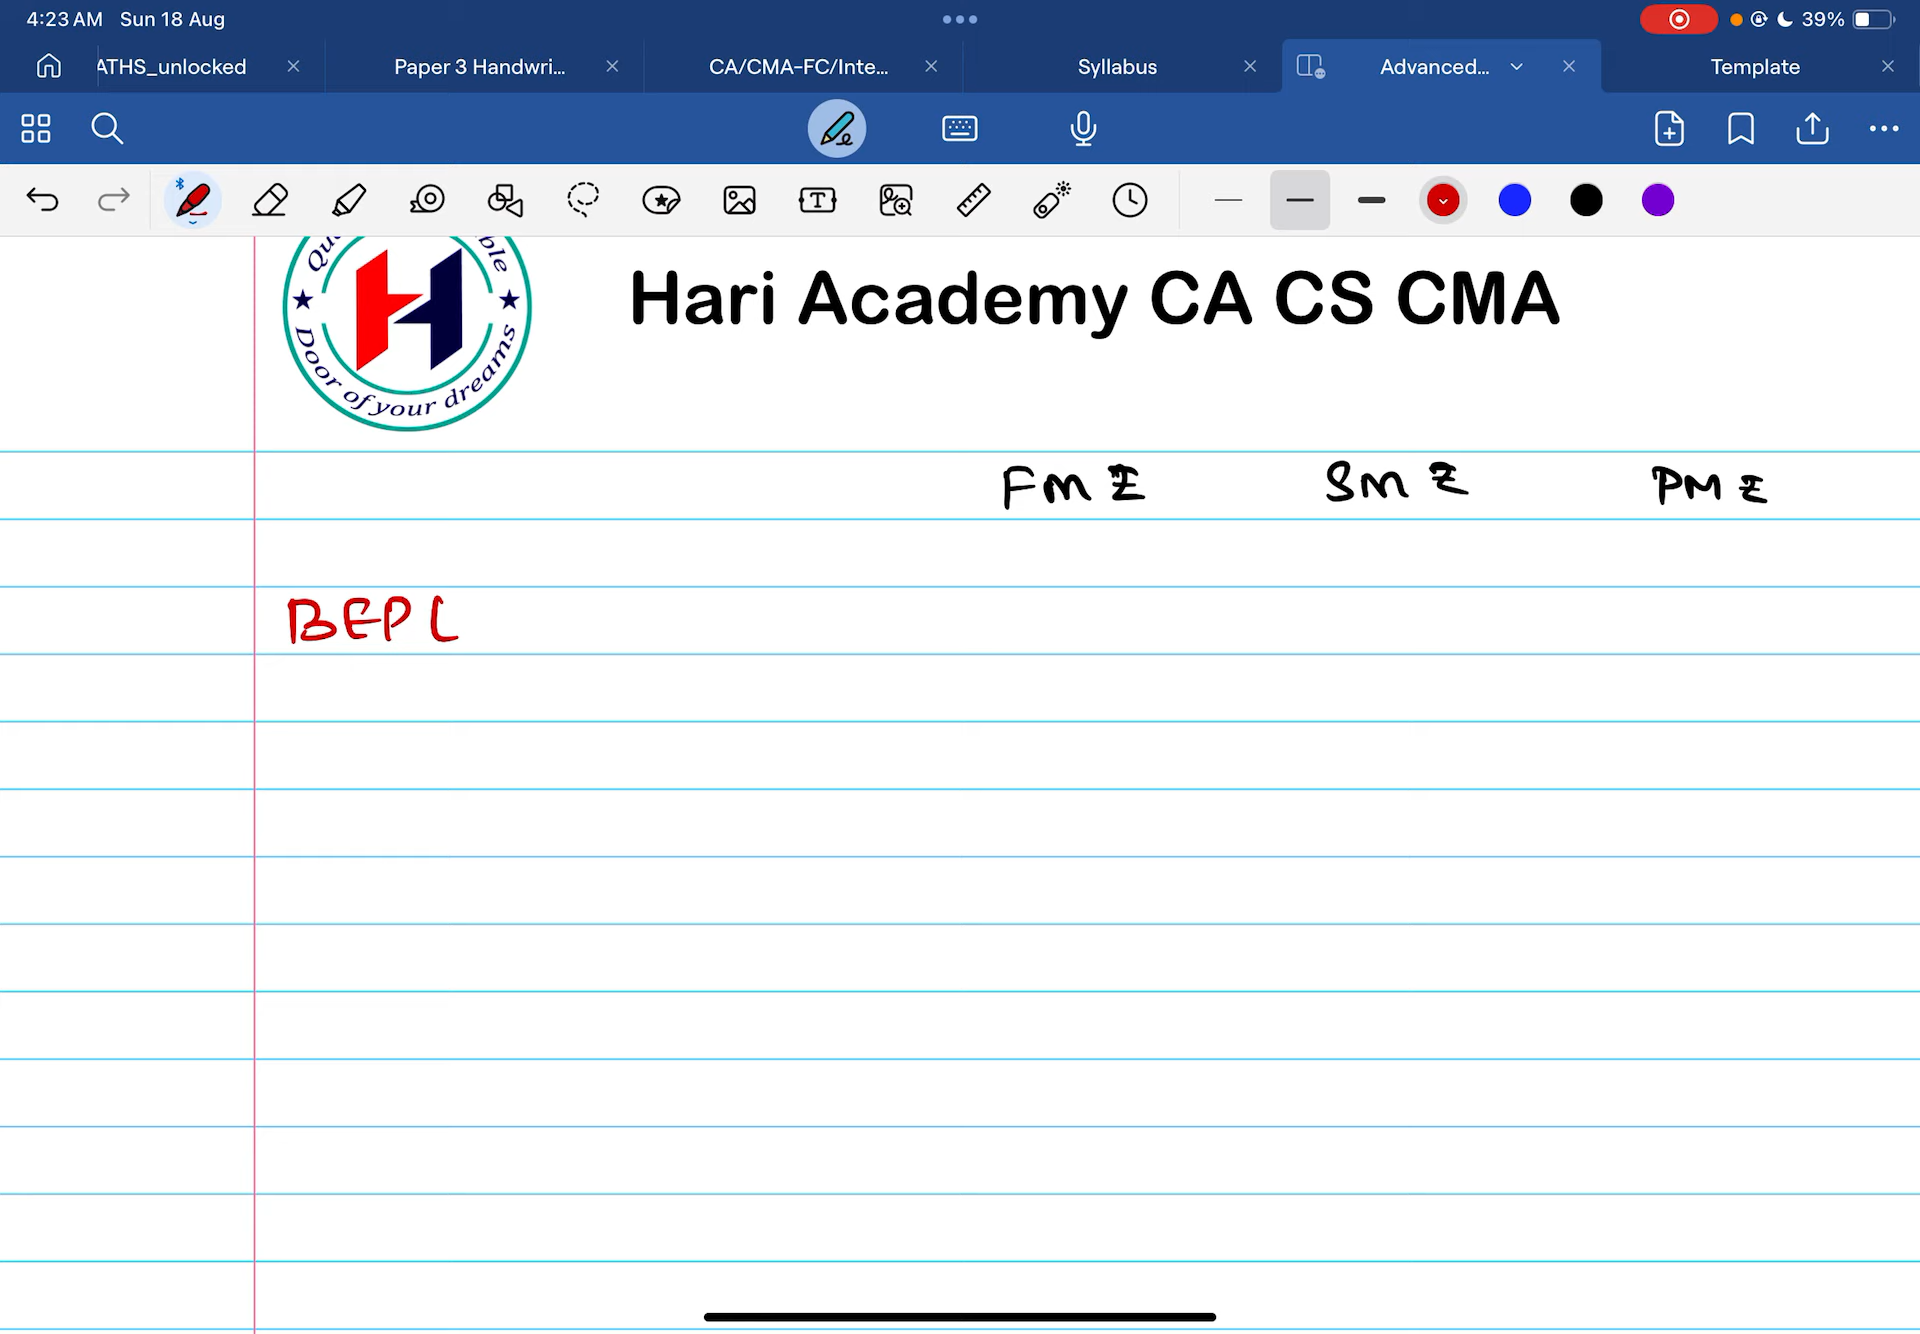 4:23 AM Sun 18 Aug
39%
ATHS_unlocked
Paper 3 Handwri...
CA/CMA-FC/Inte...
Syllabus
Advanced...
Template
Door of your dreams
Hari Academy CA CS CMA
FM ₹ SM ₹ PM ₹
BEP (